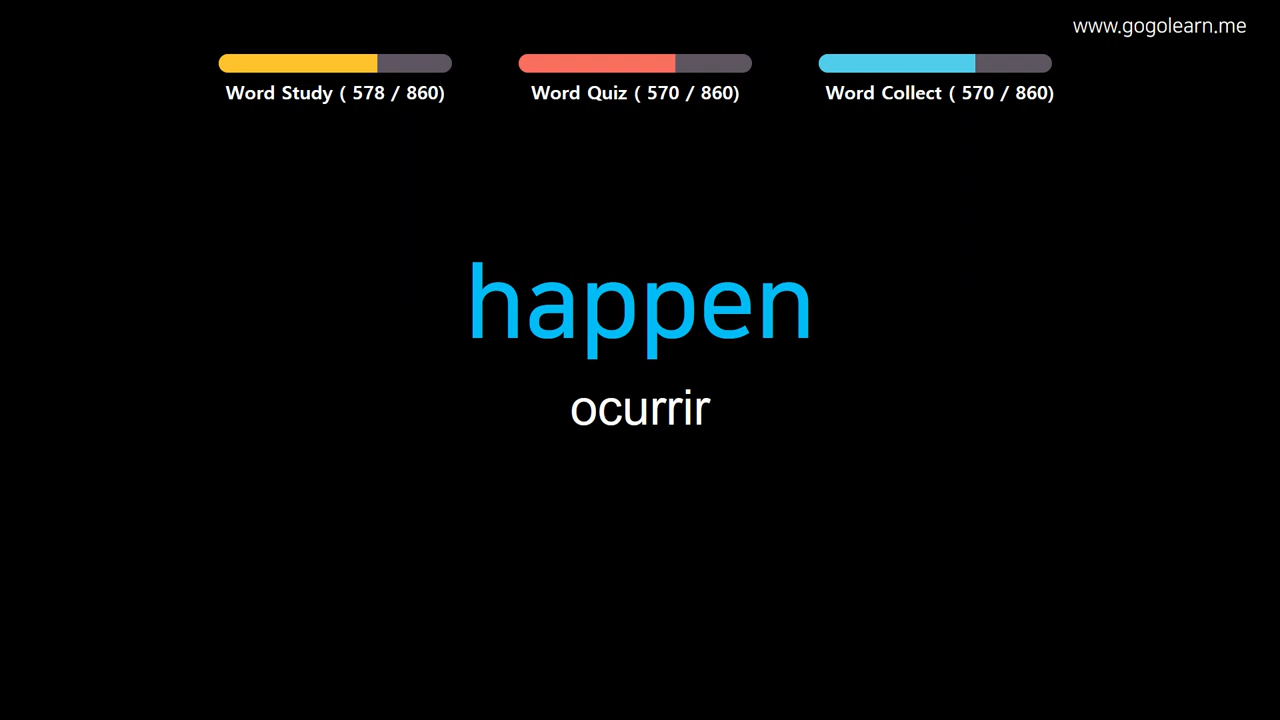 www.gogolearn.me
Word Study ( 578 / 860)
Word Quiz ( 570 / 860)
Word Collect ( 570 / 860)
happen
ocurrir